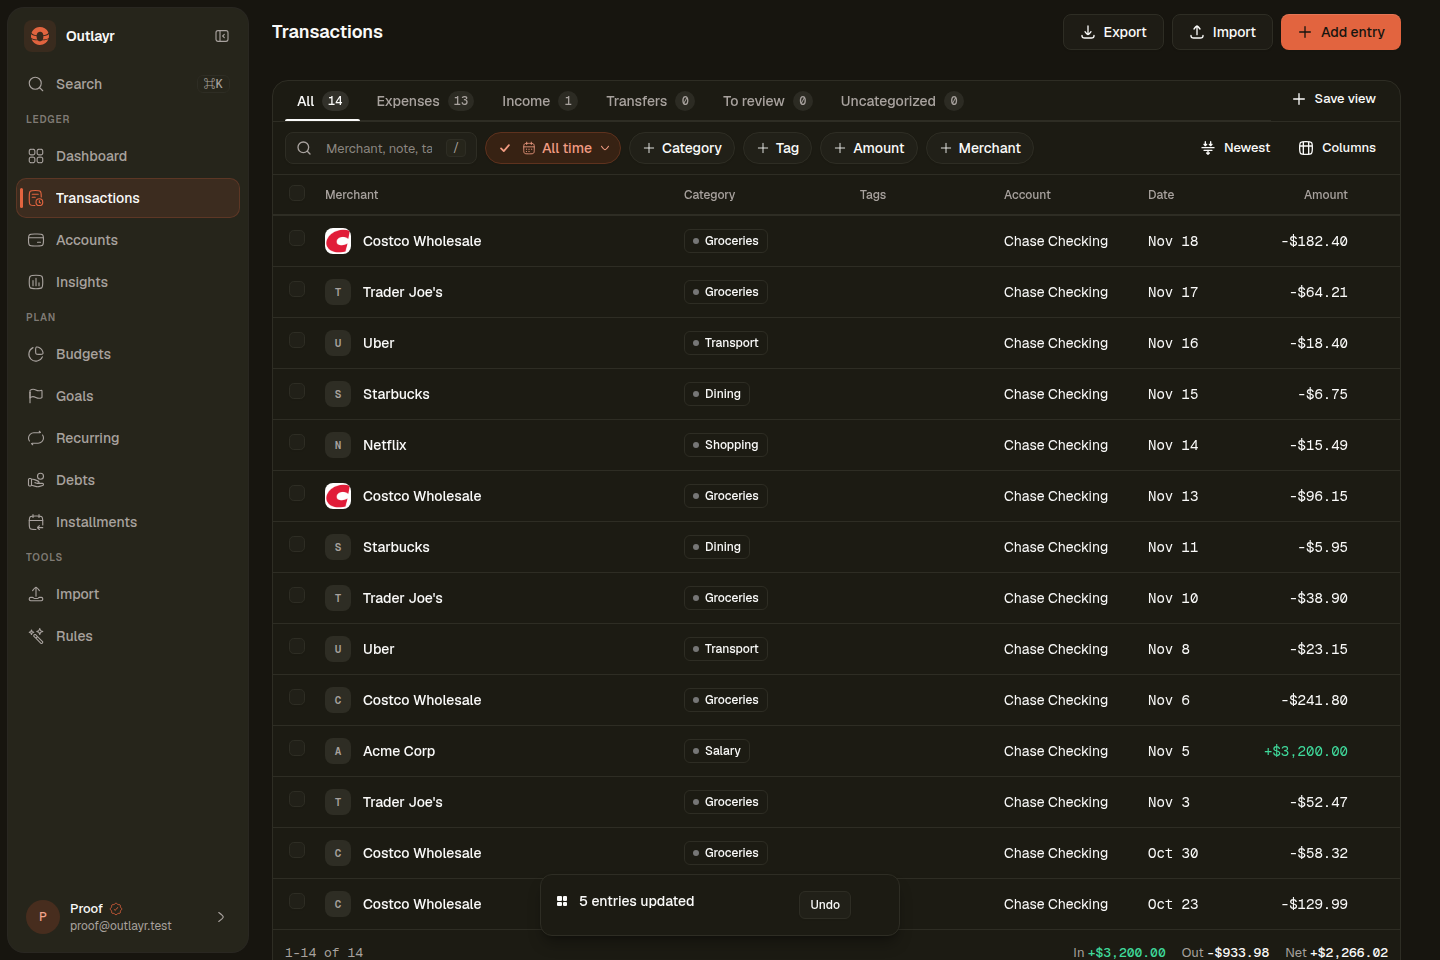 Outlayr
Search ⌘K
LEDGER
Dashboard
Transactions
Accounts
Insights
PLAN
Budgets
Goals
Recurring
Debts
Installments
TOOLS
Import
Rules
P Proof
proof@outlayr.test
Transactions
Export Import Add entry
All 14 Expenses 13 Income 1 Transfers 0 To review 0 Uncategorized 0 Save view
Merchant, note, ta / All time Category Tag Amount Merchant Newest Columns
Merchant Category Tags Account Date Amount
Costco Wholesale Groceries Chase Checking Nov 18 -$182.40
T Trader Joe's Groceries Chase Checking Nov 17 -$64.21
U Uber Transport Chase Checking Nov 16 -$18.40
S Starbucks Dining Chase Checking Nov 15 -$6.75
N Netflix Shopping Chase Checking Nov 14 -$15.49
Costco Wholesale Groceries Chase Checking Nov 13 -$96.15
S Starbucks Dining Chase Checking Nov 11 -$5.95
T Trader Joe's Groceries Chase Checking Nov 10 -$38.90
U Uber Transport Chase Checking Nov 8 -$23.15
C Costco Wholesale Groceries Chase Checking Nov 6 -$241.80
A Acme Corp Salary Chase Checking Nov 5 +$3,200.00
T Trader Joe's Groceries Chase Checking Nov 3 -$52.47
C Costco Wholesale Groceries Chase Checking Oct 30 -$58.32
C Costco Wholesale Chase Checking Oct 23 -$129.99
5 entries updated Undo
1-14 of 14 In +$3,200.00 Out -$933.98 Net +$2,266.02